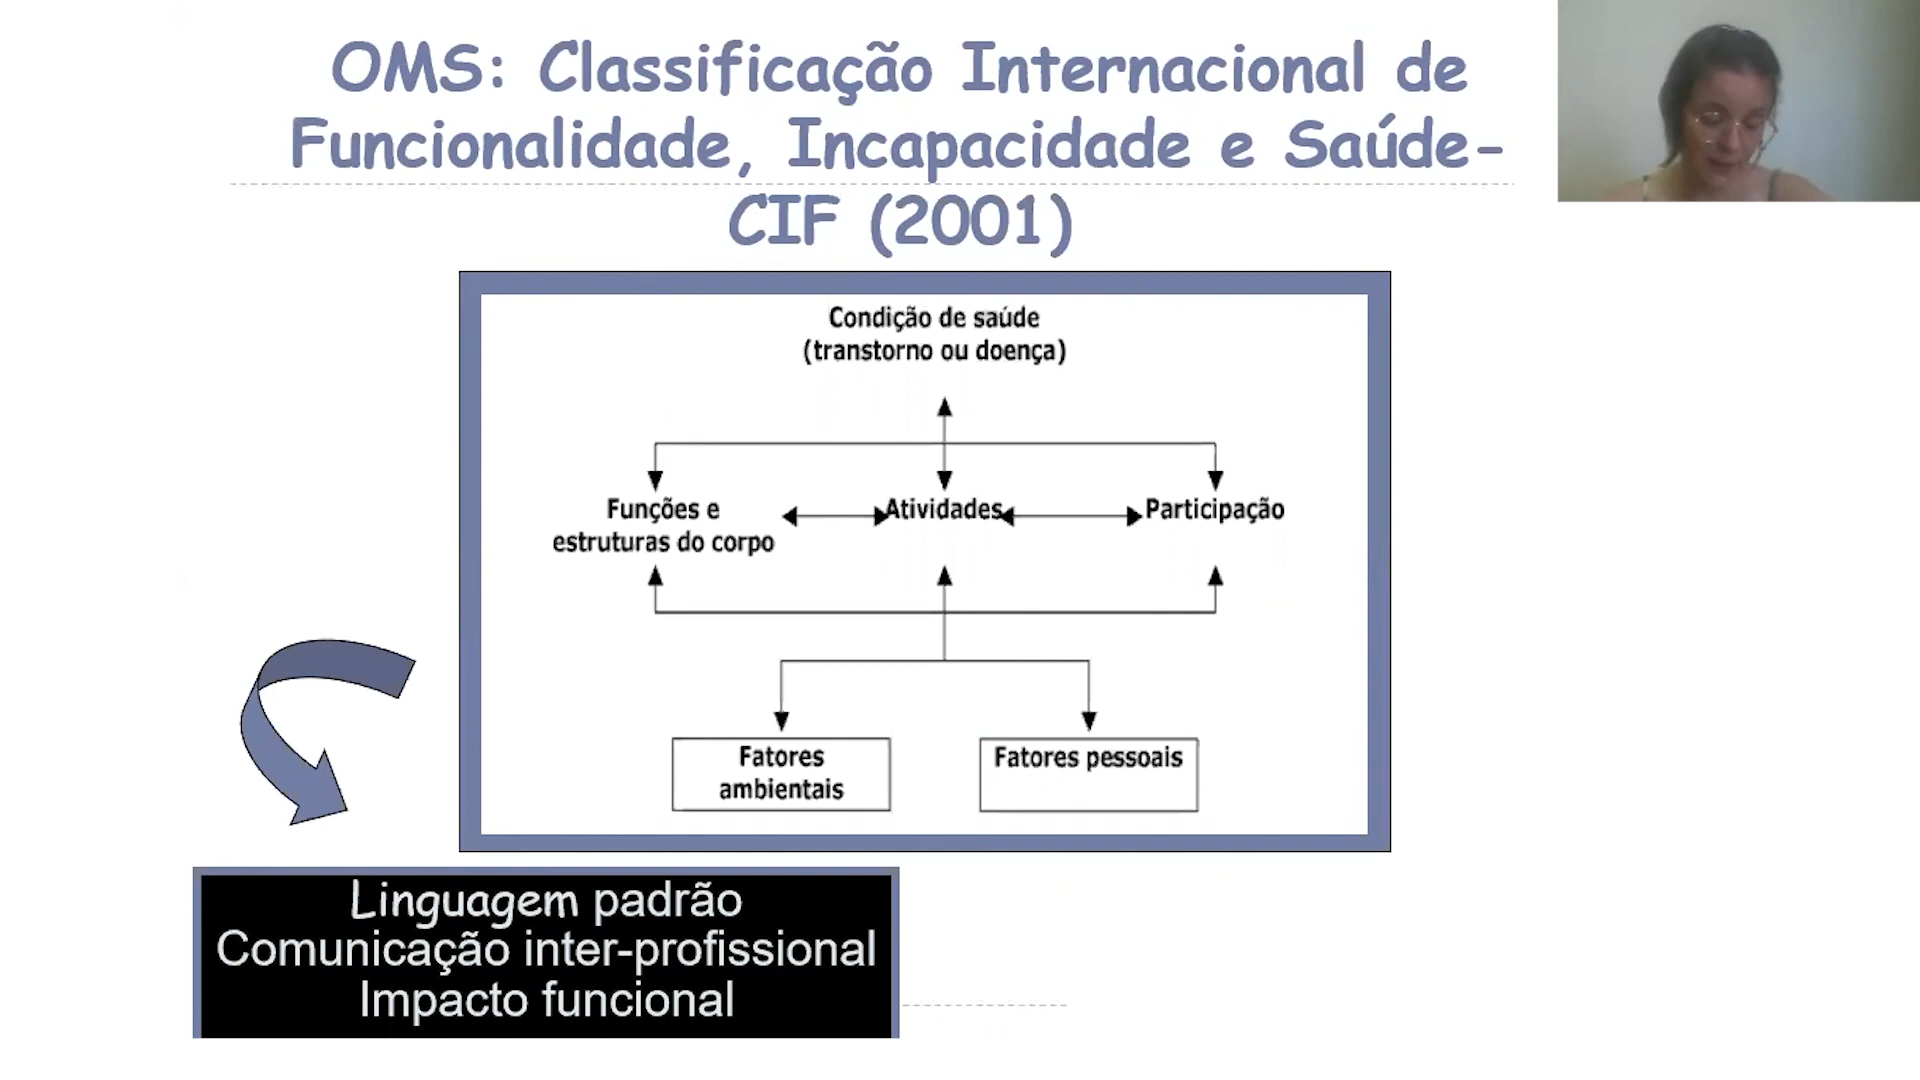 OMS: Classificação Internacional de
Funcionalidade, Incapacidade e Saúde-
CIF (2001)
Condição de saúde
(transtorno ou doença)
Funções e
estruturas do corpo
Atividades
Participação
Fatores
ambientais
Fatores pessoais
Linguagem padrão
Comunicação inter-profissional
Impacto funcional